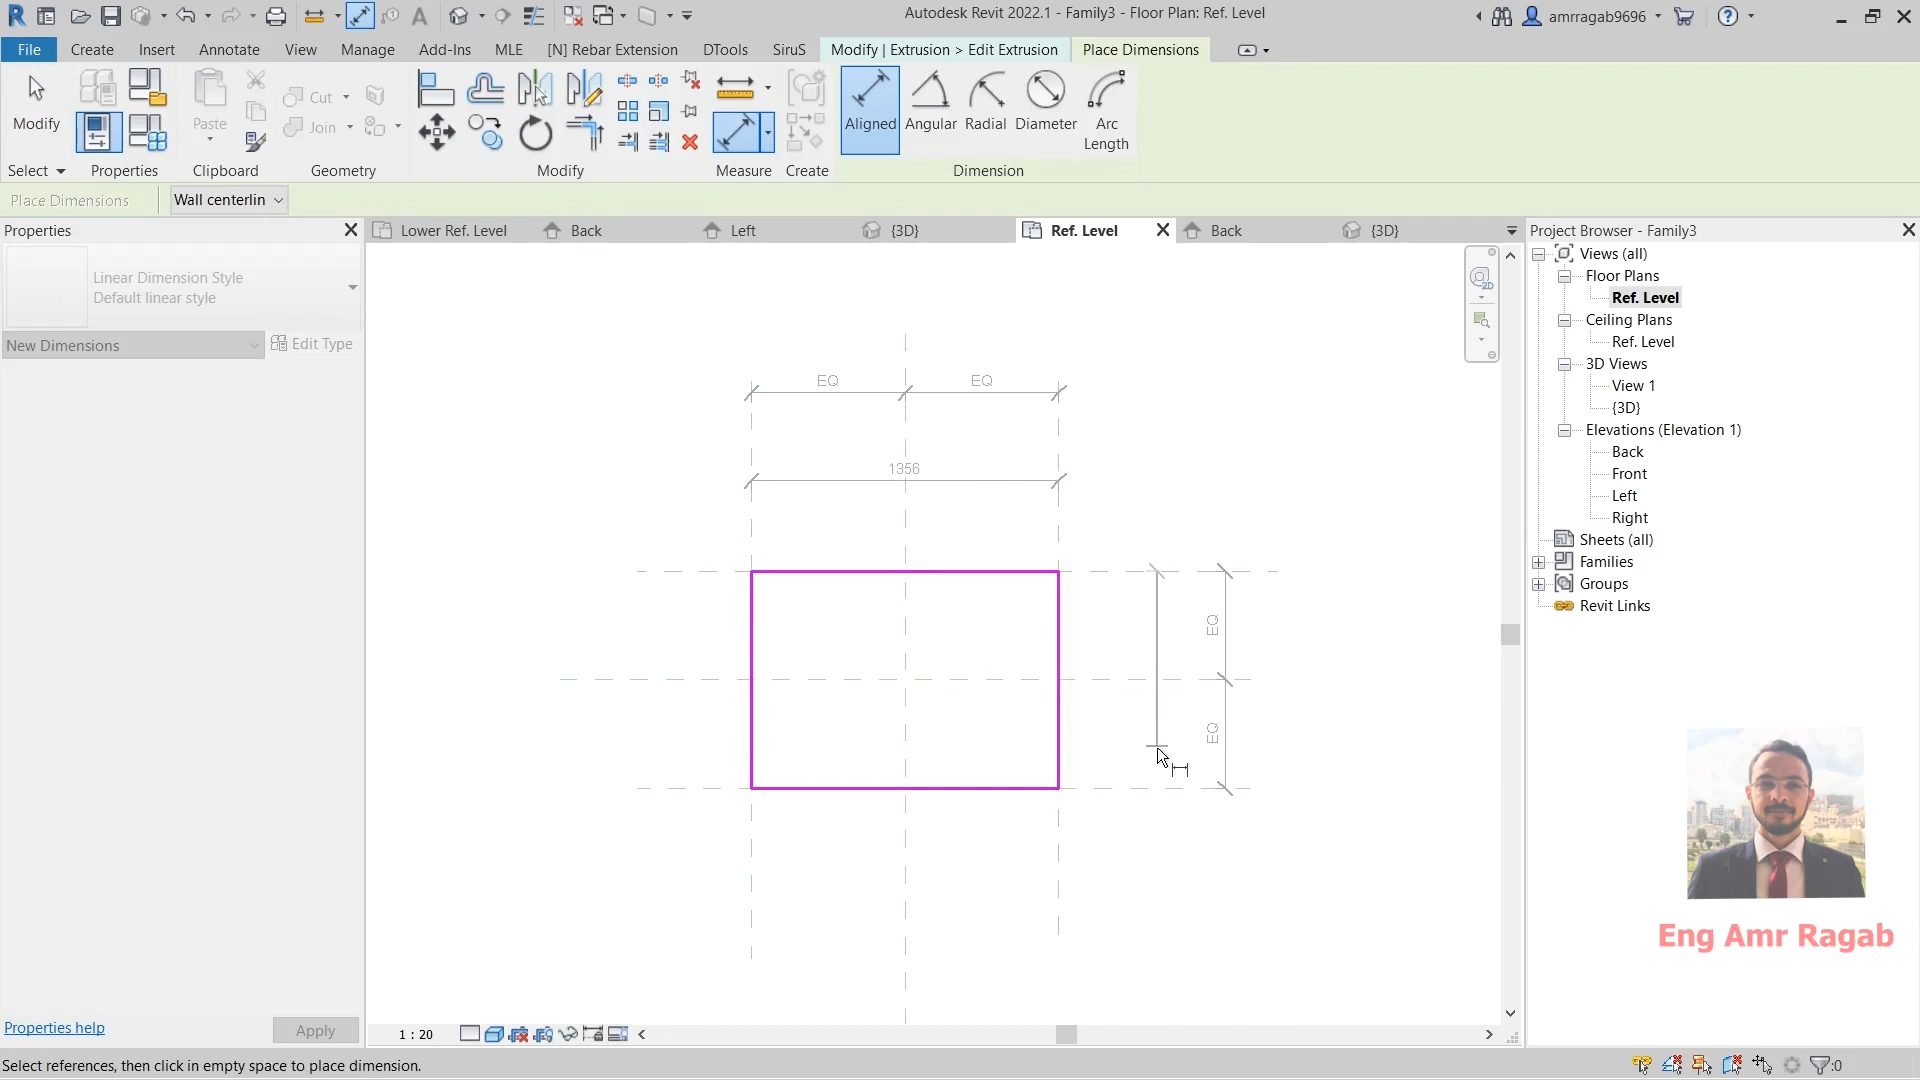 Autodesk Revit 2022.1 - Family3 - Floor Plan: Ref. Level
amrragab9696
File
Create
Insert
Annotate
View
Manage
Add-Ins
MLE
[N] Rebar Extension
DTools
SiruS
Modify | Extrusion > Edit Extrusion
Place Dimensions
Modify
Paste
Cut
Join
Aligned
Angular
Radial
Diameter
Arc
Length
Select
Properties
Clipboard
Geometry
Modify
Measure
Create
Dimension
Place Dimensions
Wall centerlin
Properties
Linear Dimension Style
Default linear style
New Dimensions
Edit Type
Properties help
Apply
Lower Ref. Level
Back
Left
{3D}
Ref. Level
Back
{3D}
2D
EQ
EQ
1356
EQ
EQ
1 : 20
Project Browser - Family3
Views (all)
Floor Plans
Ref. Level
Ceiling Plans
Ref. Level
3D Views
View 1
{3D}
Elevations (Elevation 1)
Back
Front
Left
Right
Sheets (all)
Families
Groups
Revit Links
Eng Amr Ragab
Select references, then click in empty space to place dimension.
:0